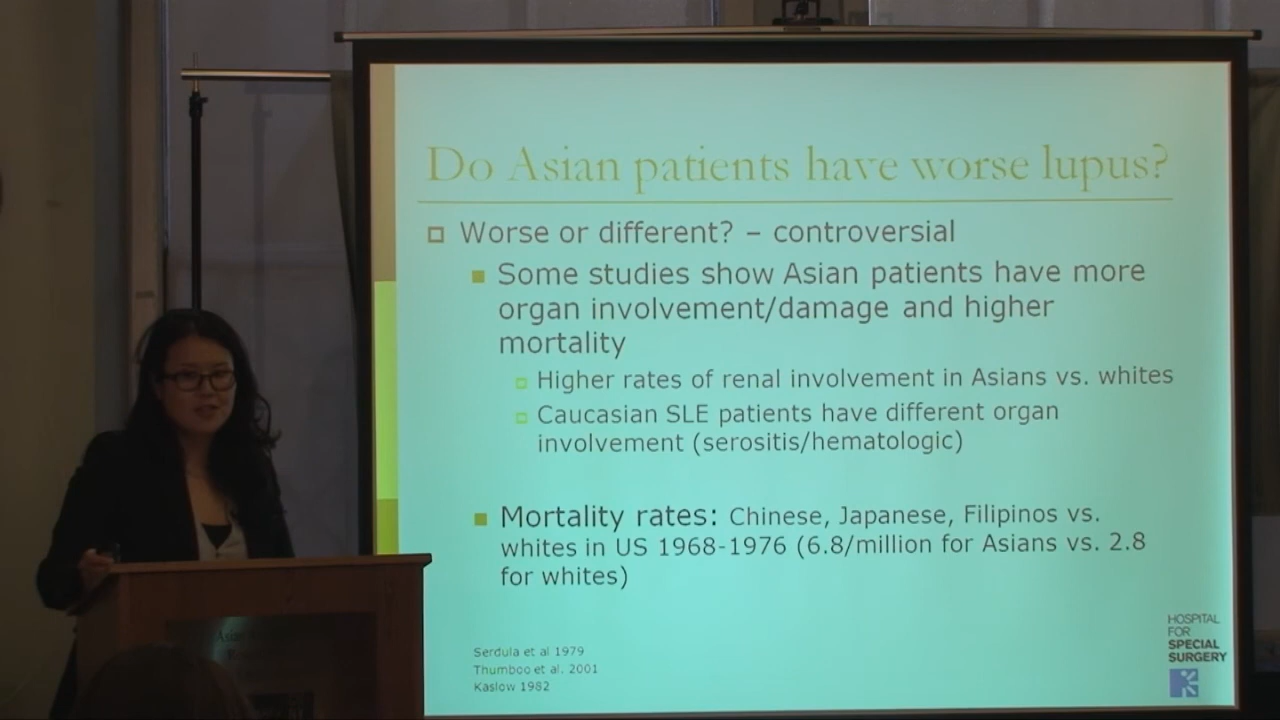 Do Asian patients have worse lupus?
Worse or different? – controversial
Some studies show Asian patients have more
organ involvement/damage and higher
mortality
Higher rates of renal involvement in Asians vs. whites
Caucasian SLE patients have different organ
involvement (serositis/hematologic)
Mortality rates: Chinese, Japanese, Filipinos vs.
whites in US 1968-1976 (6.8/million for Asians vs. 2.8
for whites)
Serdula et al 1979
Thumboo et al. 2001
Kaslow 1982
HOSPITAL
FOR
SPECIAL
SURGERY